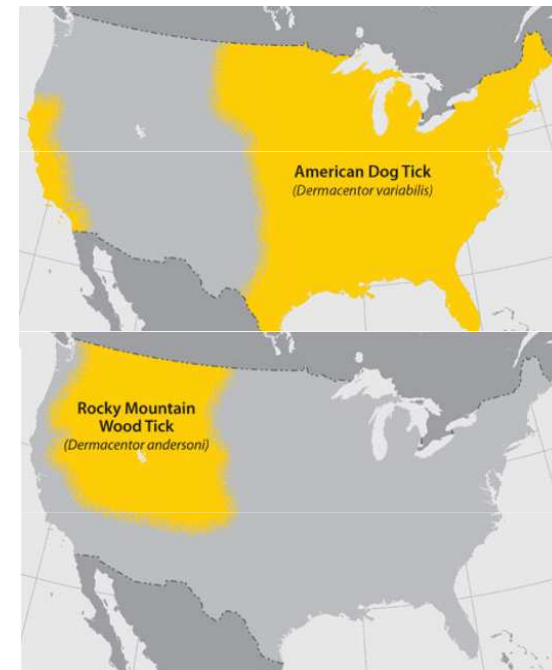 American Dog Tick
(Dermacentor variabilis)
Rocky Mountain
Wood Tick
(Dermacentor andersoni)